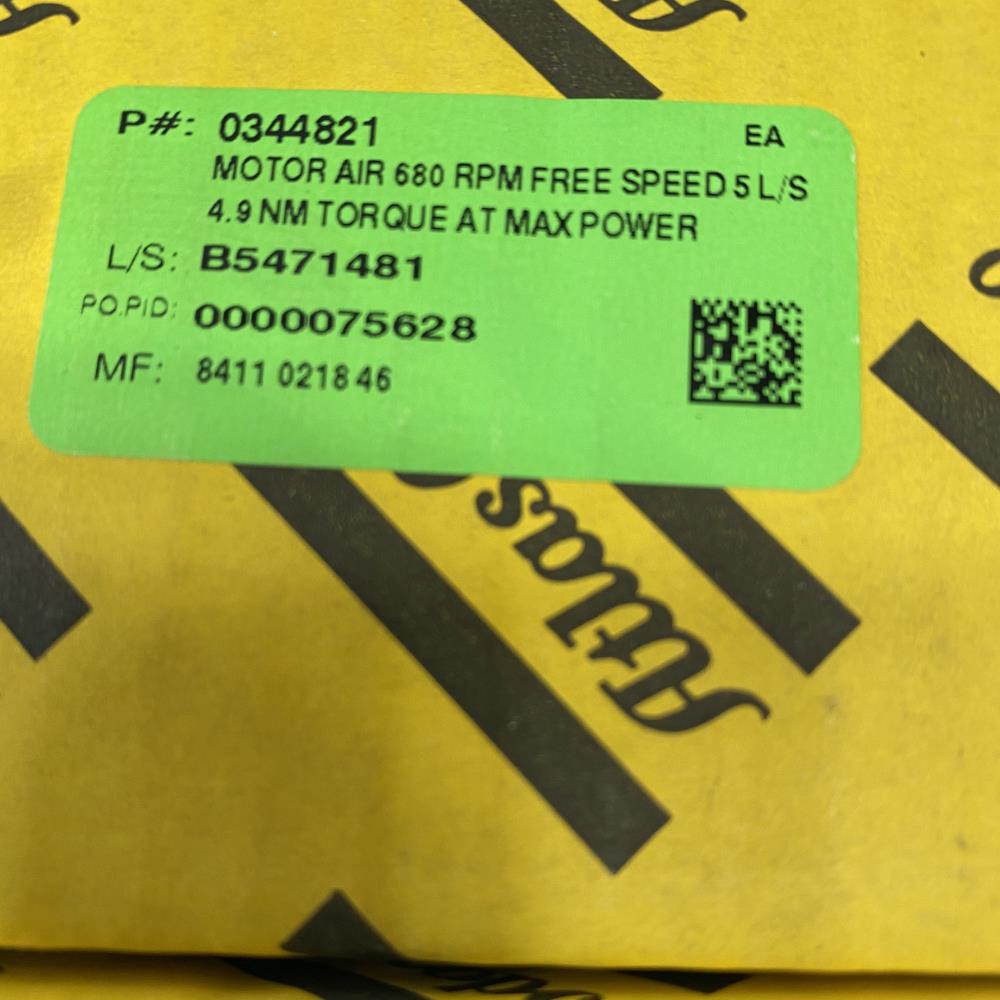 P#: 0344821 EA
MOTOR AIR 680 RPM FREE SPEED 5 L/S
4.9 NM TORQUE AT MAX POWER
L/S: B5471481
PO.PID: 0000075628
MF: 8411 0218 46
Atlas